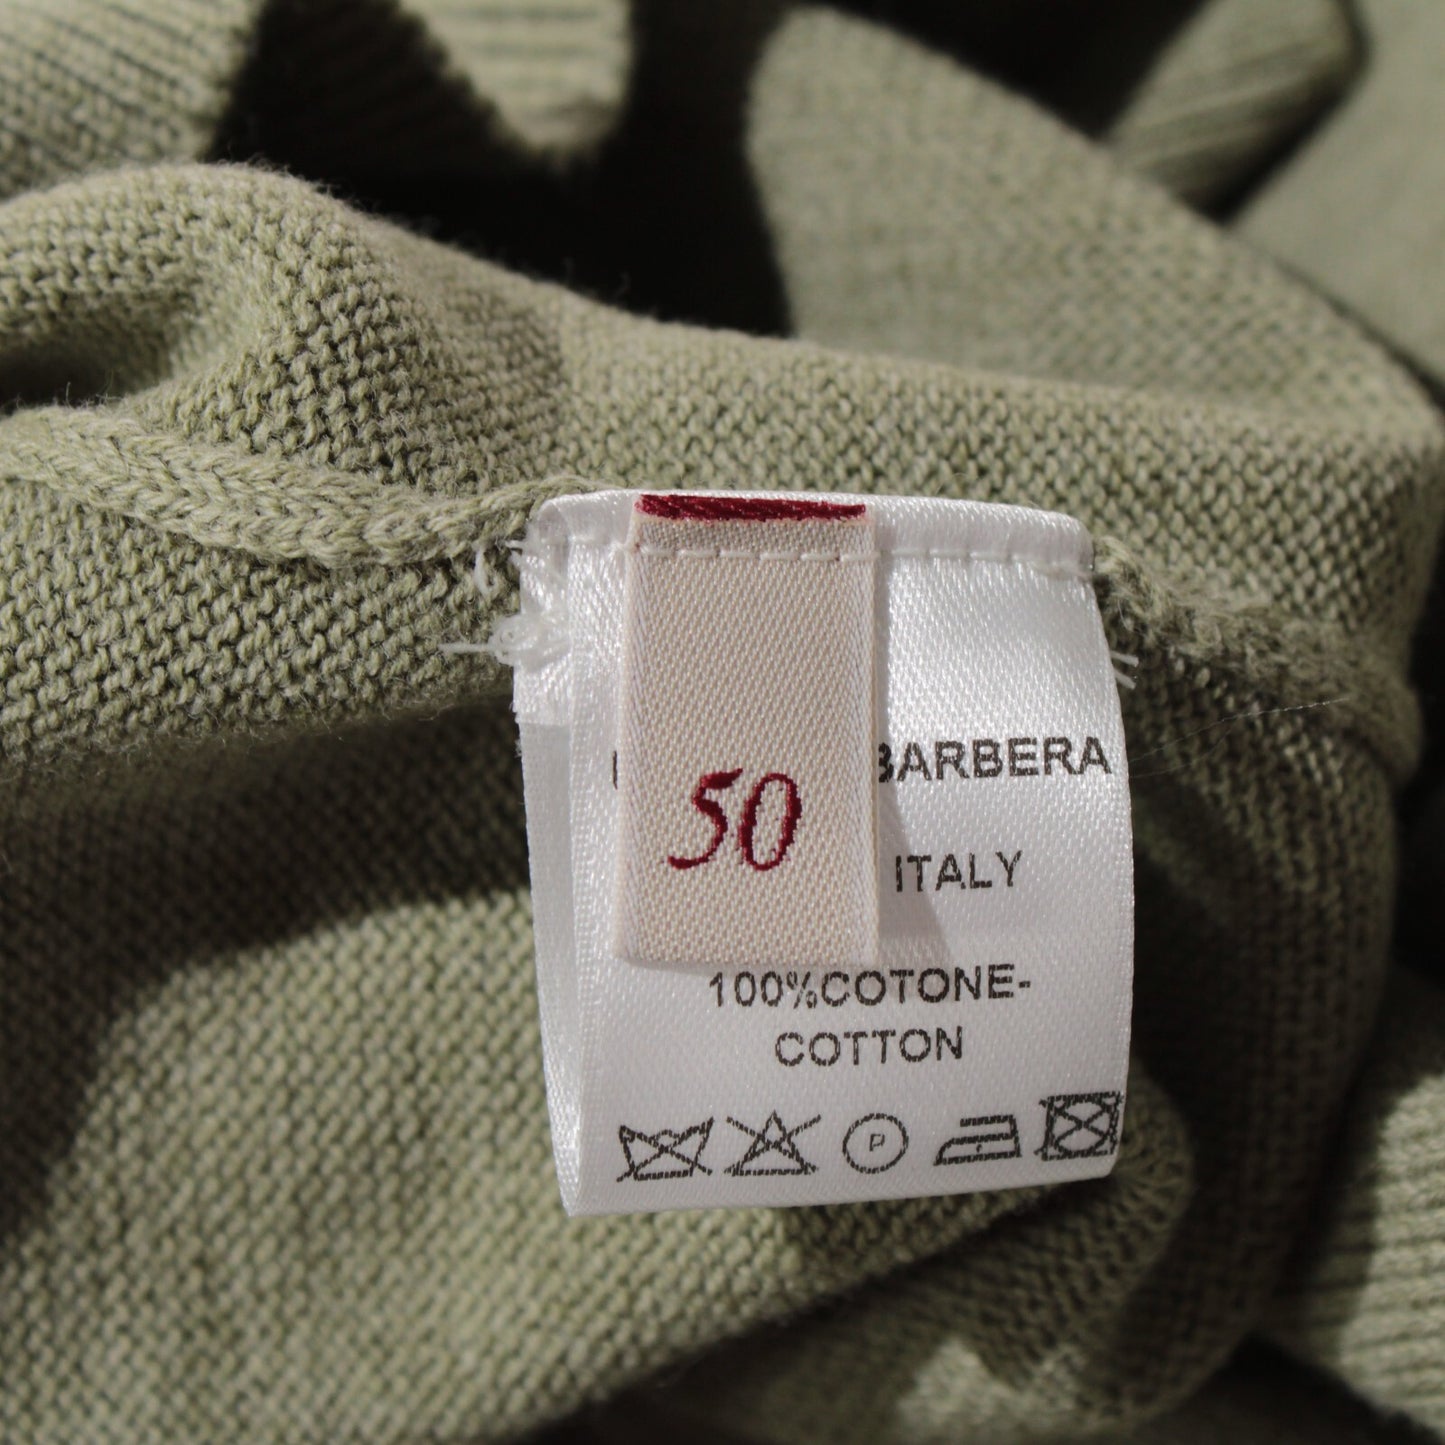 50
BARBERA
ITALY
100%COTONE-
COTTON
P